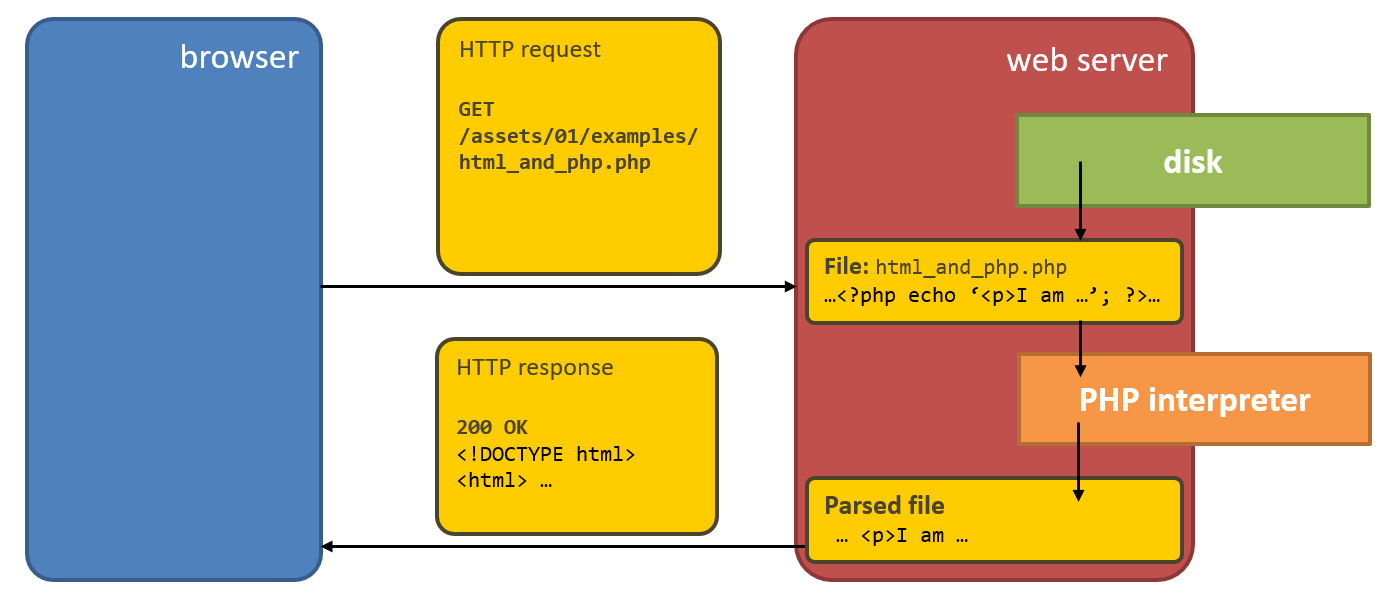 browser
HTTP request
GET
/assets/01/examples/
html_and_php.php
web server
disk
File: html_and_php.php
…<?php echo ‘<p>I am …’; ?>…
HTTP response
200 OK
<!DOCTYPE html>
<html> …
PHP interpreter
Parsed file
… <p>I am …